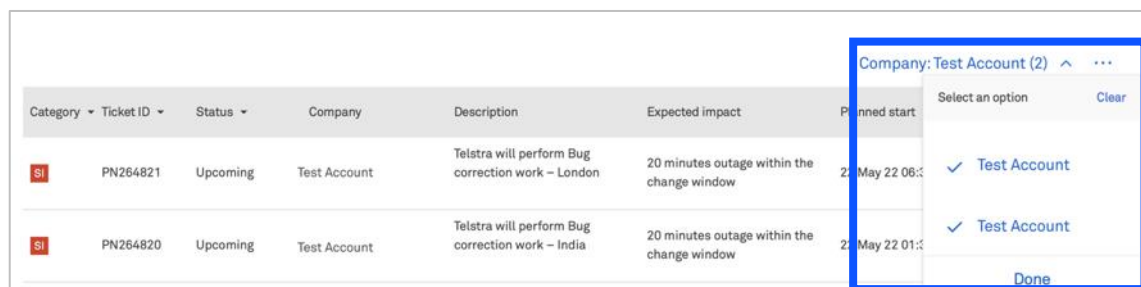 Company: Test Account (2) ...
Select an option Clear
Category Ticket ID Status Company Description Expected impact Planned start
Test Account
Telstra will perform Bug
correction work – London
SI PN264821 Upcoming Test Account
20 minutes outage within the
change window
22 May 22 06:3
Test Account
Telstra will perform Bug
correction work – India
SI PN264820 Upcoming Test Account
20 minutes outage within the
change window
May 22 01:3
Done